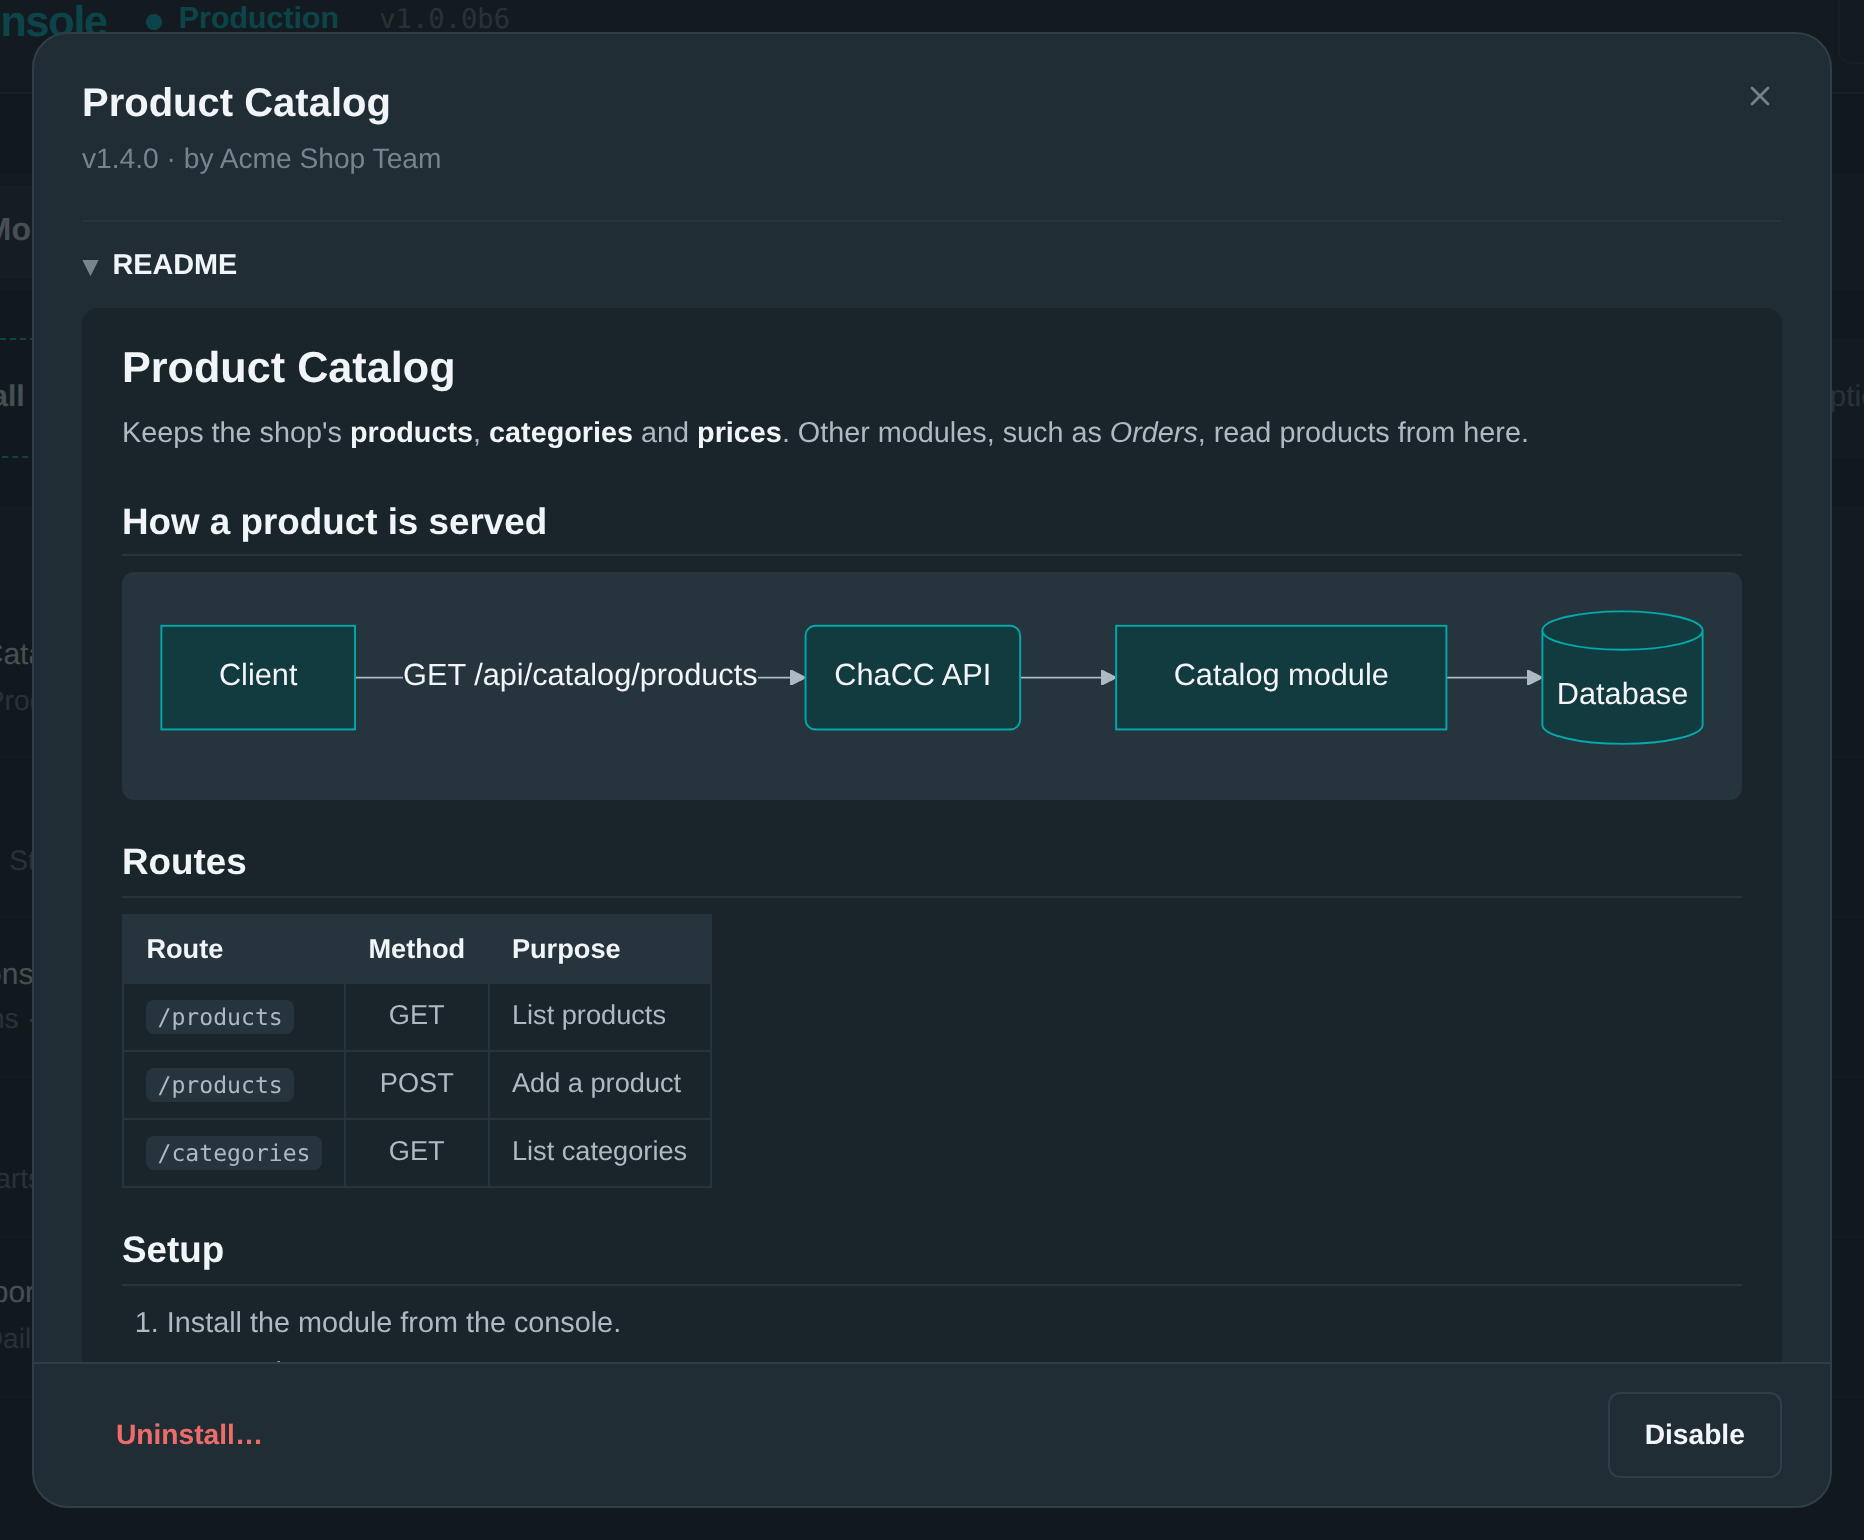 nsole ● Production v1.0.0b6
Product Catalog
v1.4.0 · by Acme Shop Team
▼ README
Product Catalog
Keeps the shop's products, categories and prices. Other modules, such as Orders, read products from here.
How a product is served
Client
GET /api/catalog/products
ChaCC API
Catalog module
Database
Routes
Route Method Purpose
/products GET List products
/products POST Add a product
/categories GET List categories
Setup
1. Install the module from the console.
Uninstall…
Disable